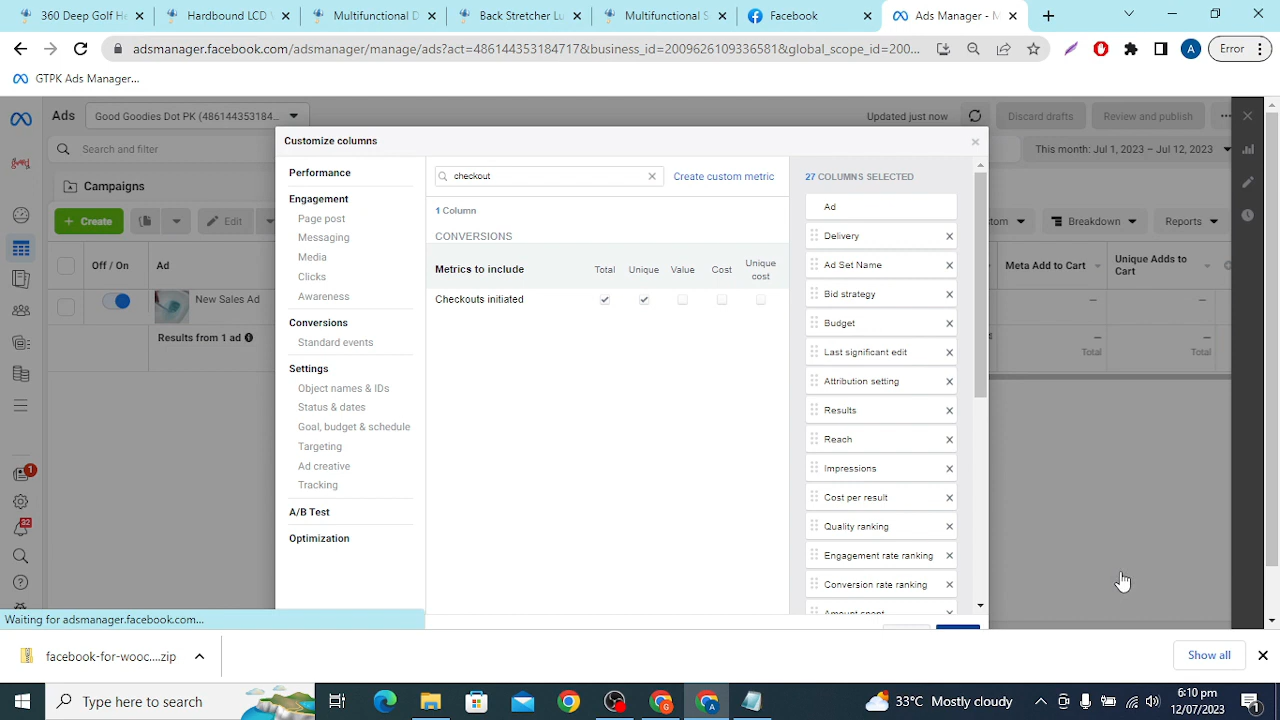 360 Degree Golf He
Hardbound LCD V
Multifunctional D
Back Stretcher Lu
Multifunctional S
Facebook
Ads Manager - M
adsmanager.facebook.com/adsmanager/manage/ads?act=486144353184717&business_id=2009626109336581&global_scope_id=200...
Error
GTPK Ads Manager...
Ads
Good Goodies Dot PK (4861443531 84...
Updated just now
Discard drafts
Review and publish
Search and filter
This month: Jul 1, 2023 – Jul 12, 2023
Campaigns
+ Create
Edit
Breakdown
Reports
Off / On
Ad
Meta Add to Cart
Unique Adds to
Cart
New Sales Ad
—
—
Results from 1 ad
—
—
Total
Total
Customize columns
Performance
Engagement
Page post
Messaging
Media
Clicks
Awareness
Conversions
Standard events
Settings
Object names & IDs
Status & dates
Goal, budget & schedule
Targeting
Ad creative
Tracking
A/B Test
Optimization
checkout
Create custom metric
1 Column
CONVERSIONS
Metrics to include
Total
Unique
Value
Cost
Unique
cost
Checkouts initiated
27 COLUMNS SELECTED
Ad
Delivery
Ad Set Name
Bid strategy
Budget
Last significant edit
Attribution setting
Results
Reach
Impressions
Cost per result
Quality ranking
Engagement rate ranking
Conversion rate ranking
Amount spent
1
32
Waiting for adsmanager.facebook.com...
facebook-for-wooc....zip
Show all
Type here to search
33°C Mostly cloudy
6:10 pm
12/07/2023
1